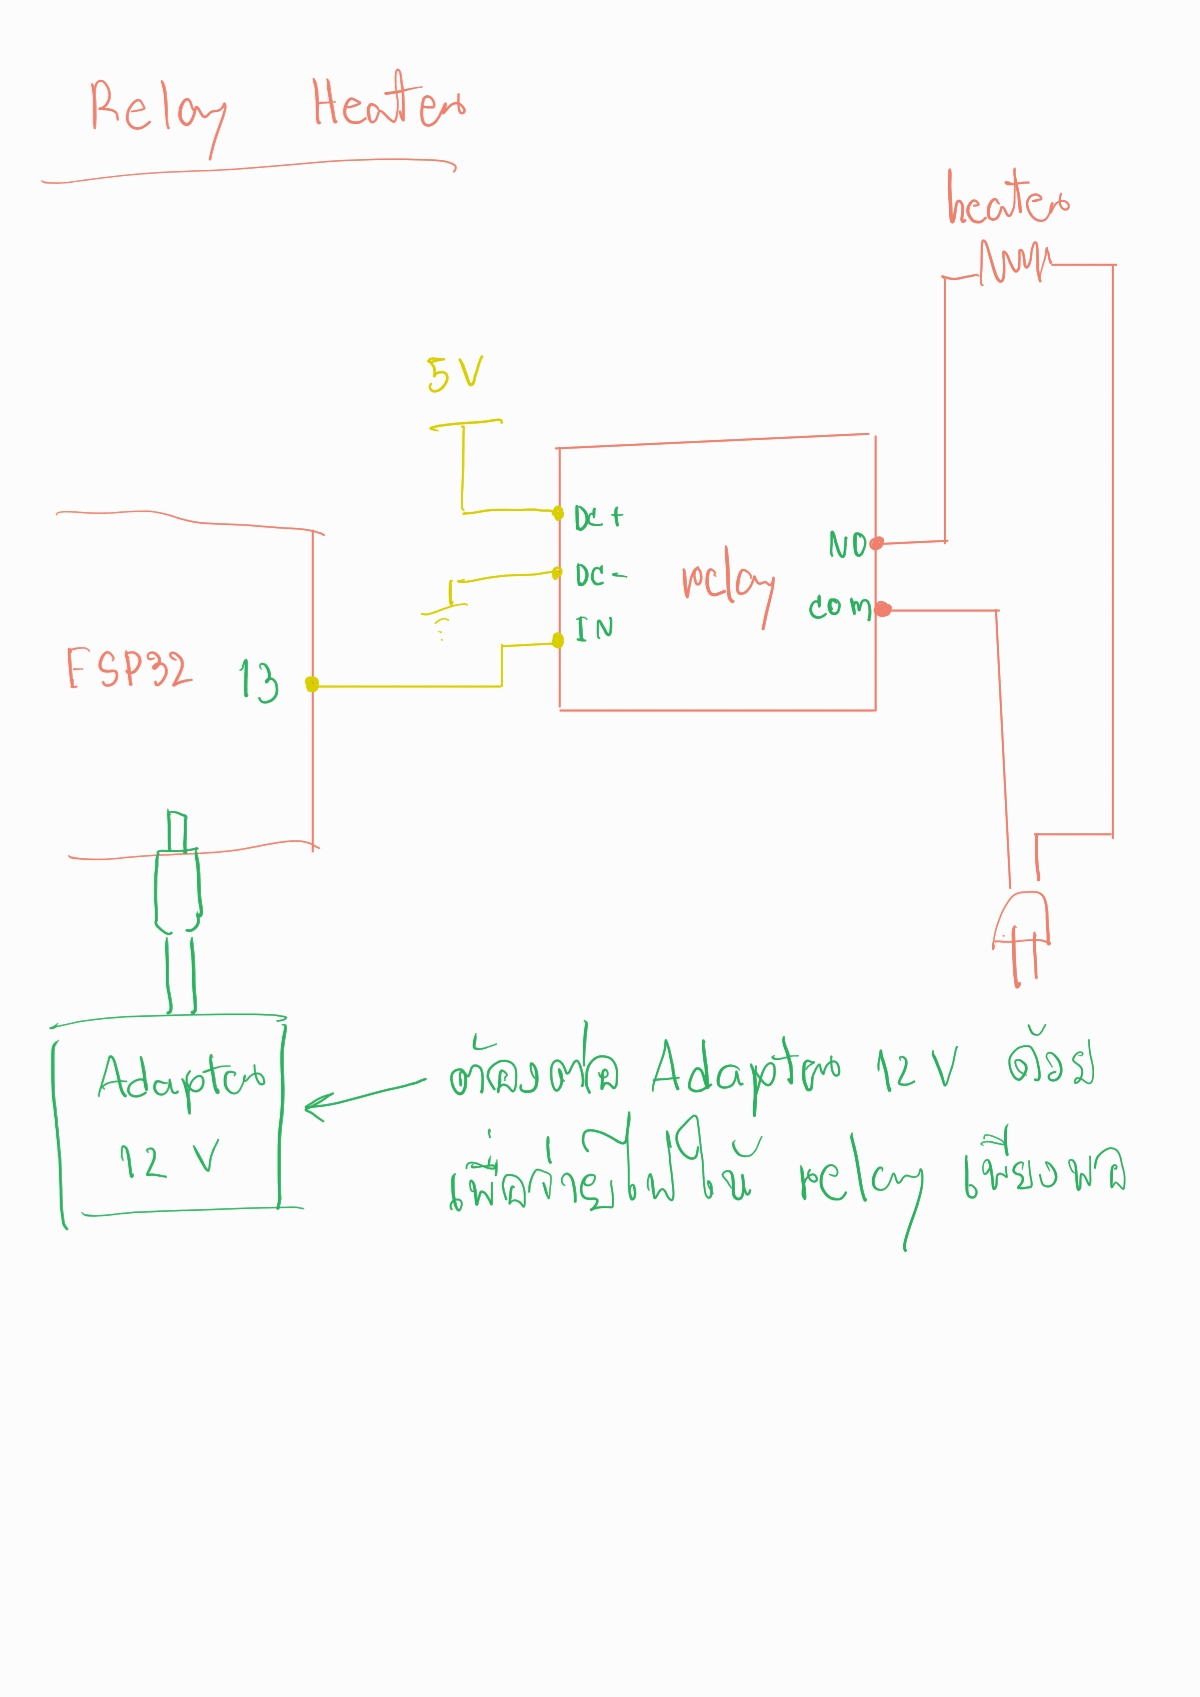 Relay Heater
heater
5V
DC+
DC-
IN
relay
NO
COM
ESP32 13
Adapter
12 V
ต้องต่อ Adapter 12 V ด้วย
เพื่อจ่ายไฟให้ relay เพียงพอ